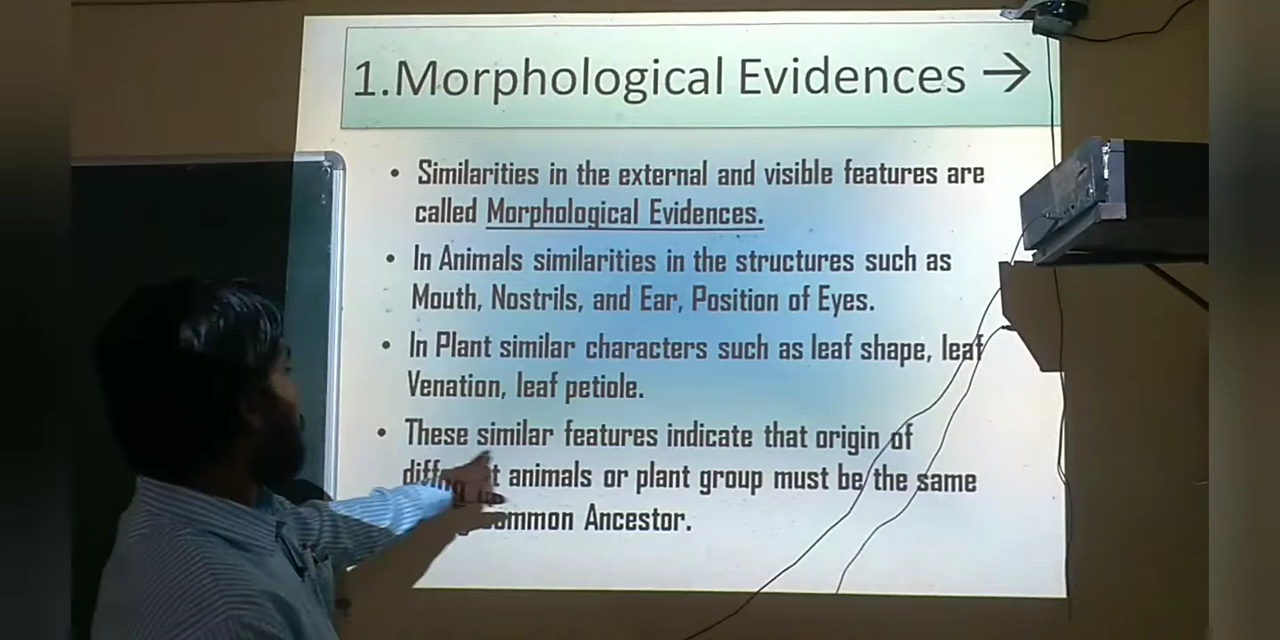 1.Morphological Evidences →
• Similarities in the external and visible features are
called Morphological Evidences.
• In Animals similarities in the structures such as
Mouth, Nostrils, and Ear, Position of Eyes.
• In Plant similar characters such as leaf shape, leaf
Venation, leaf petiole.
• These similar features indicate that origin of
animals or plant group must be the same
Ancestor.